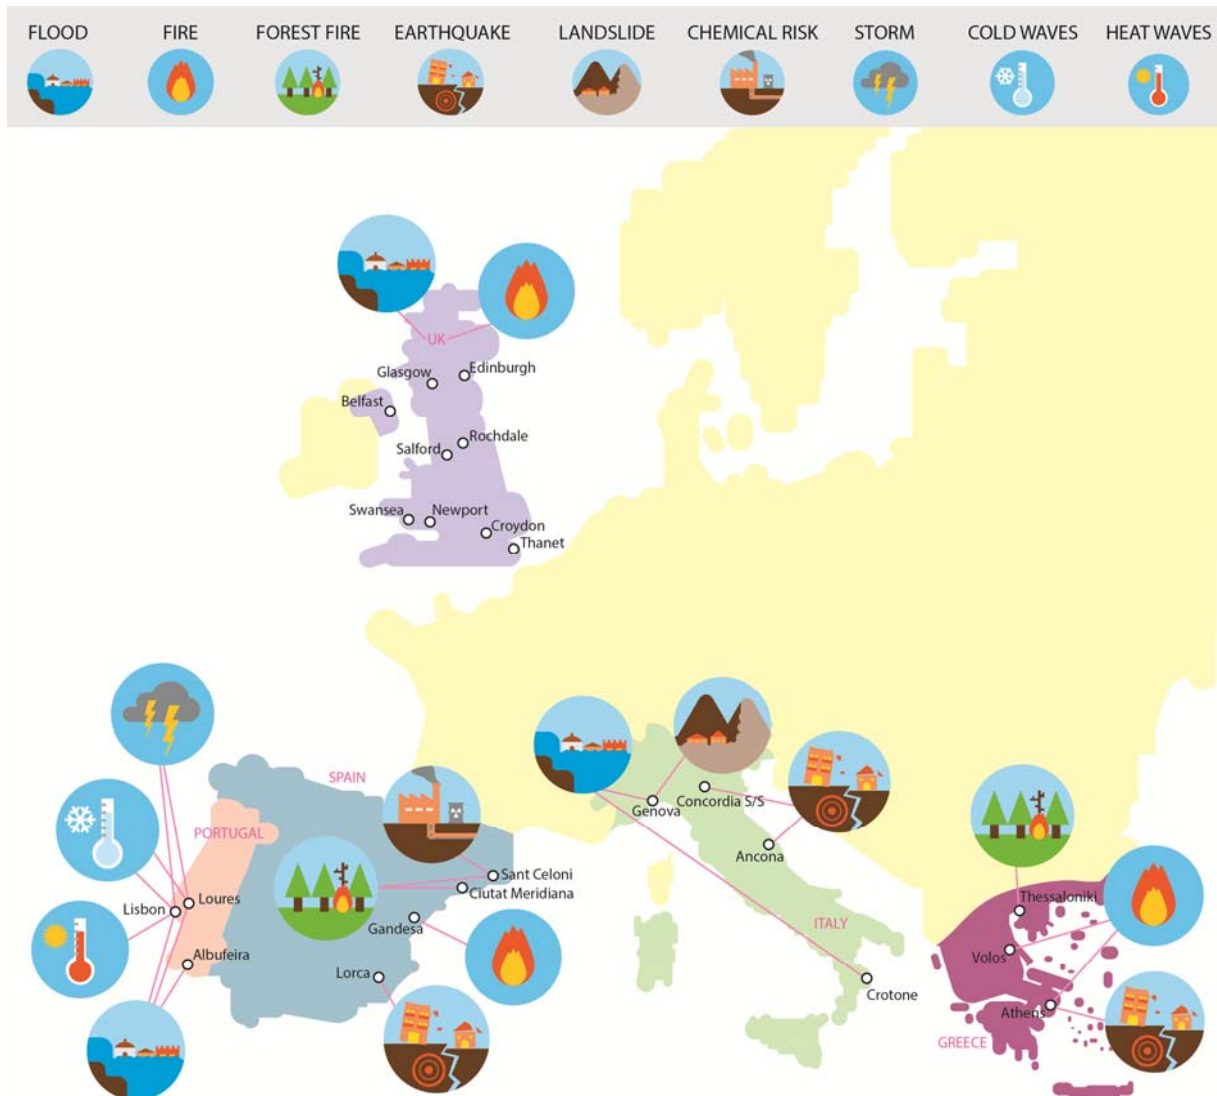 FLOOD
FIRE
FOREST FIRE
EARTHQUAKE
LANDSLIDE
CHEMICAL RISK
STORM
COLD WAVES
HEAT WAVES
UK
Glasgow
Edinburgh
Belfast
Salford
Rochdale
Swansea
Newport
Croydon
Thanet
SPAIN
PORTUGAL
Lisbon
Loures
Albufeira
Sant Celoni
Ciutat Meridiana
Gandesa
Lorca
Genova
Concordia S/S
Ancona
ITALY
Crotone
Thessaloniki
Volos
Athens
GREECE